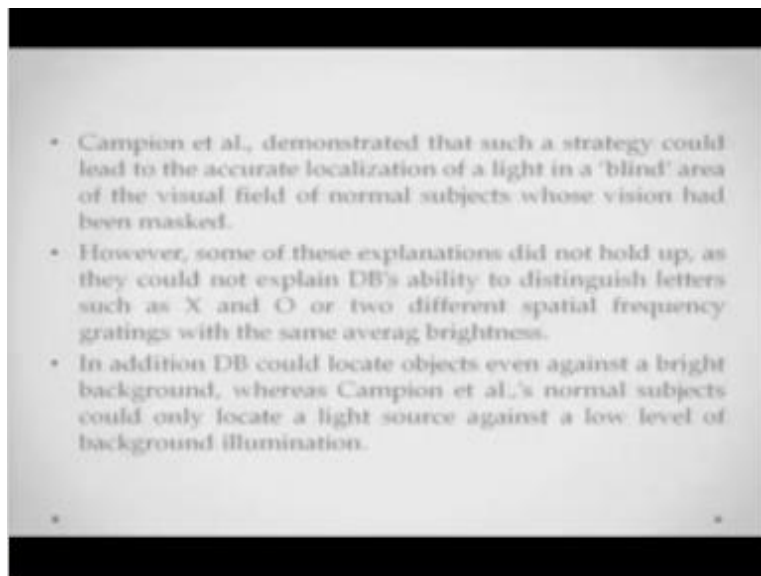 • Campion et al., demonstrated that such a strategy could
lead to the accurate localization of a light in a 'blind' area
of the visual field of normal subjects whose vision had
been masked.
• However, some of these explanations did not hold up, as
they could not explain DB's ability to distinguish letters
such as X and O or two different spatial frequency
gratings with the same averag brightness.
• In addition DB could locate objects even against a bright
background, whereas Campion et al.,'s normal subjects
could only locate a light source against a low level of
background illumination.